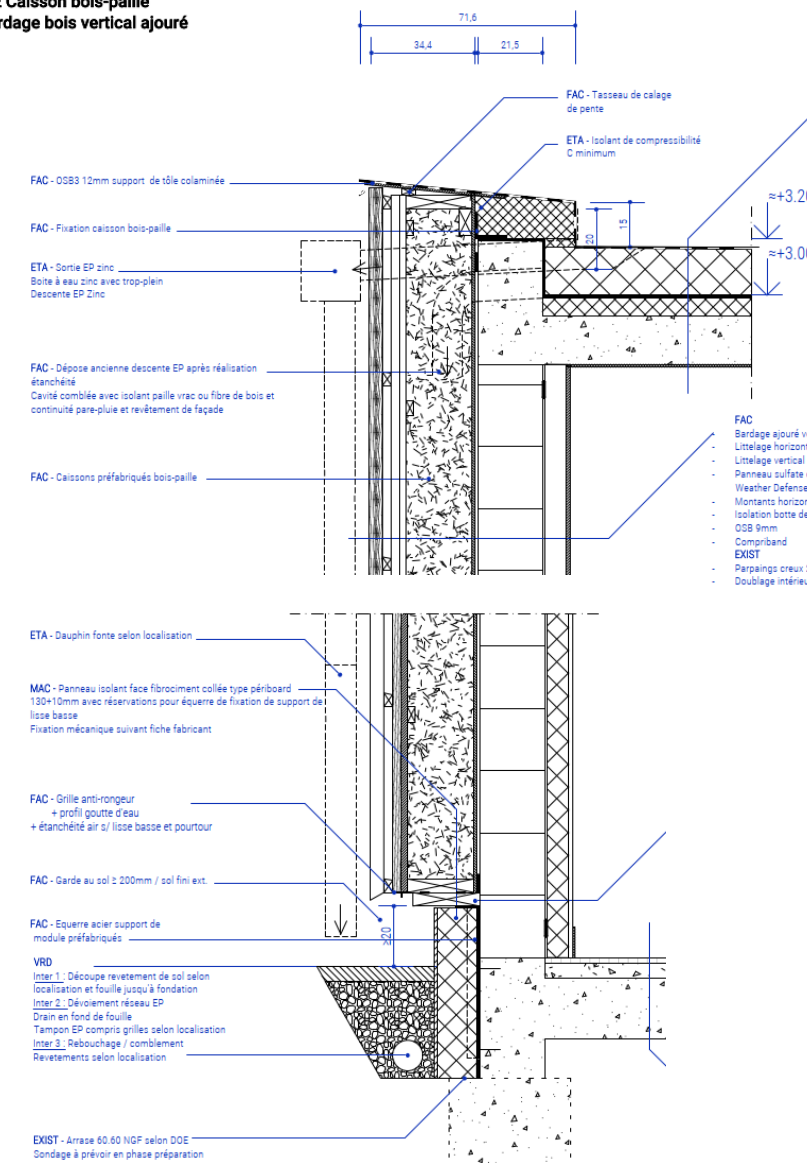 Caisson bois-paille
bois vertical ajouré
71,6
34,4
21,5
FAC - Tasseau de calage
de pente
ETA - Isolant de compressibilité
C minimum
FAC - OSB3 12mm support de tôle colaminée
FAC - Fixation caisson bois-paille
ETA - Sortie EP zinc
Boite à eau zinc avec trop-plein
Descente EP Zinc
20
15
≈+3.20
≈+3.00
FAC - Dépose ancienne descente EP après réalisation
étanchéité
Cavité comblée avec isolant paille vrac ou fibre de bois et
continuité pare-pluie et revêtement de façade
FAC - Caissons préfabriqués bois-paille
FAC
- Bardage ajouré
- Littelage
- Littelage vertical
- Panneau sulfate
Weather Defense
- Montants
- Isolation botte de
- OSB 9mm
- Compriband
EXIST
- Parpaings creux
- Doublage
ETA - Dauphin fonte selon localisation
MAC - Panneau isolant face fibrociment collée type périboard
130+10mm avec réservations pour équerre de fixation de support de
lisse basse
Fixation mécanique suivant fiche fabricant
FAC - Grille anti-rongeur
+ profil goutte d'eau
+ étanchéité air s/ lisse basse et pourtour
FAC - Garde au sol ≥ 200mm / sol fini ext.
FAC - Equerre acier support de
module préfabriqués
≥20
VRD
Inter 1 : Découpe revetement de sol selon
localisation et fouille jusqu'à fondation
Inter 2 : Dévoiement réseau EP
Drain en fond de fouille
Tampon EP compris grilles selon localisation
Inter 3 : Rebouchage / comblement
Revetements selon localisation
EXIST - Arrase 60.60 NGF selon DOE
Sondage à prévoir en phase préparation